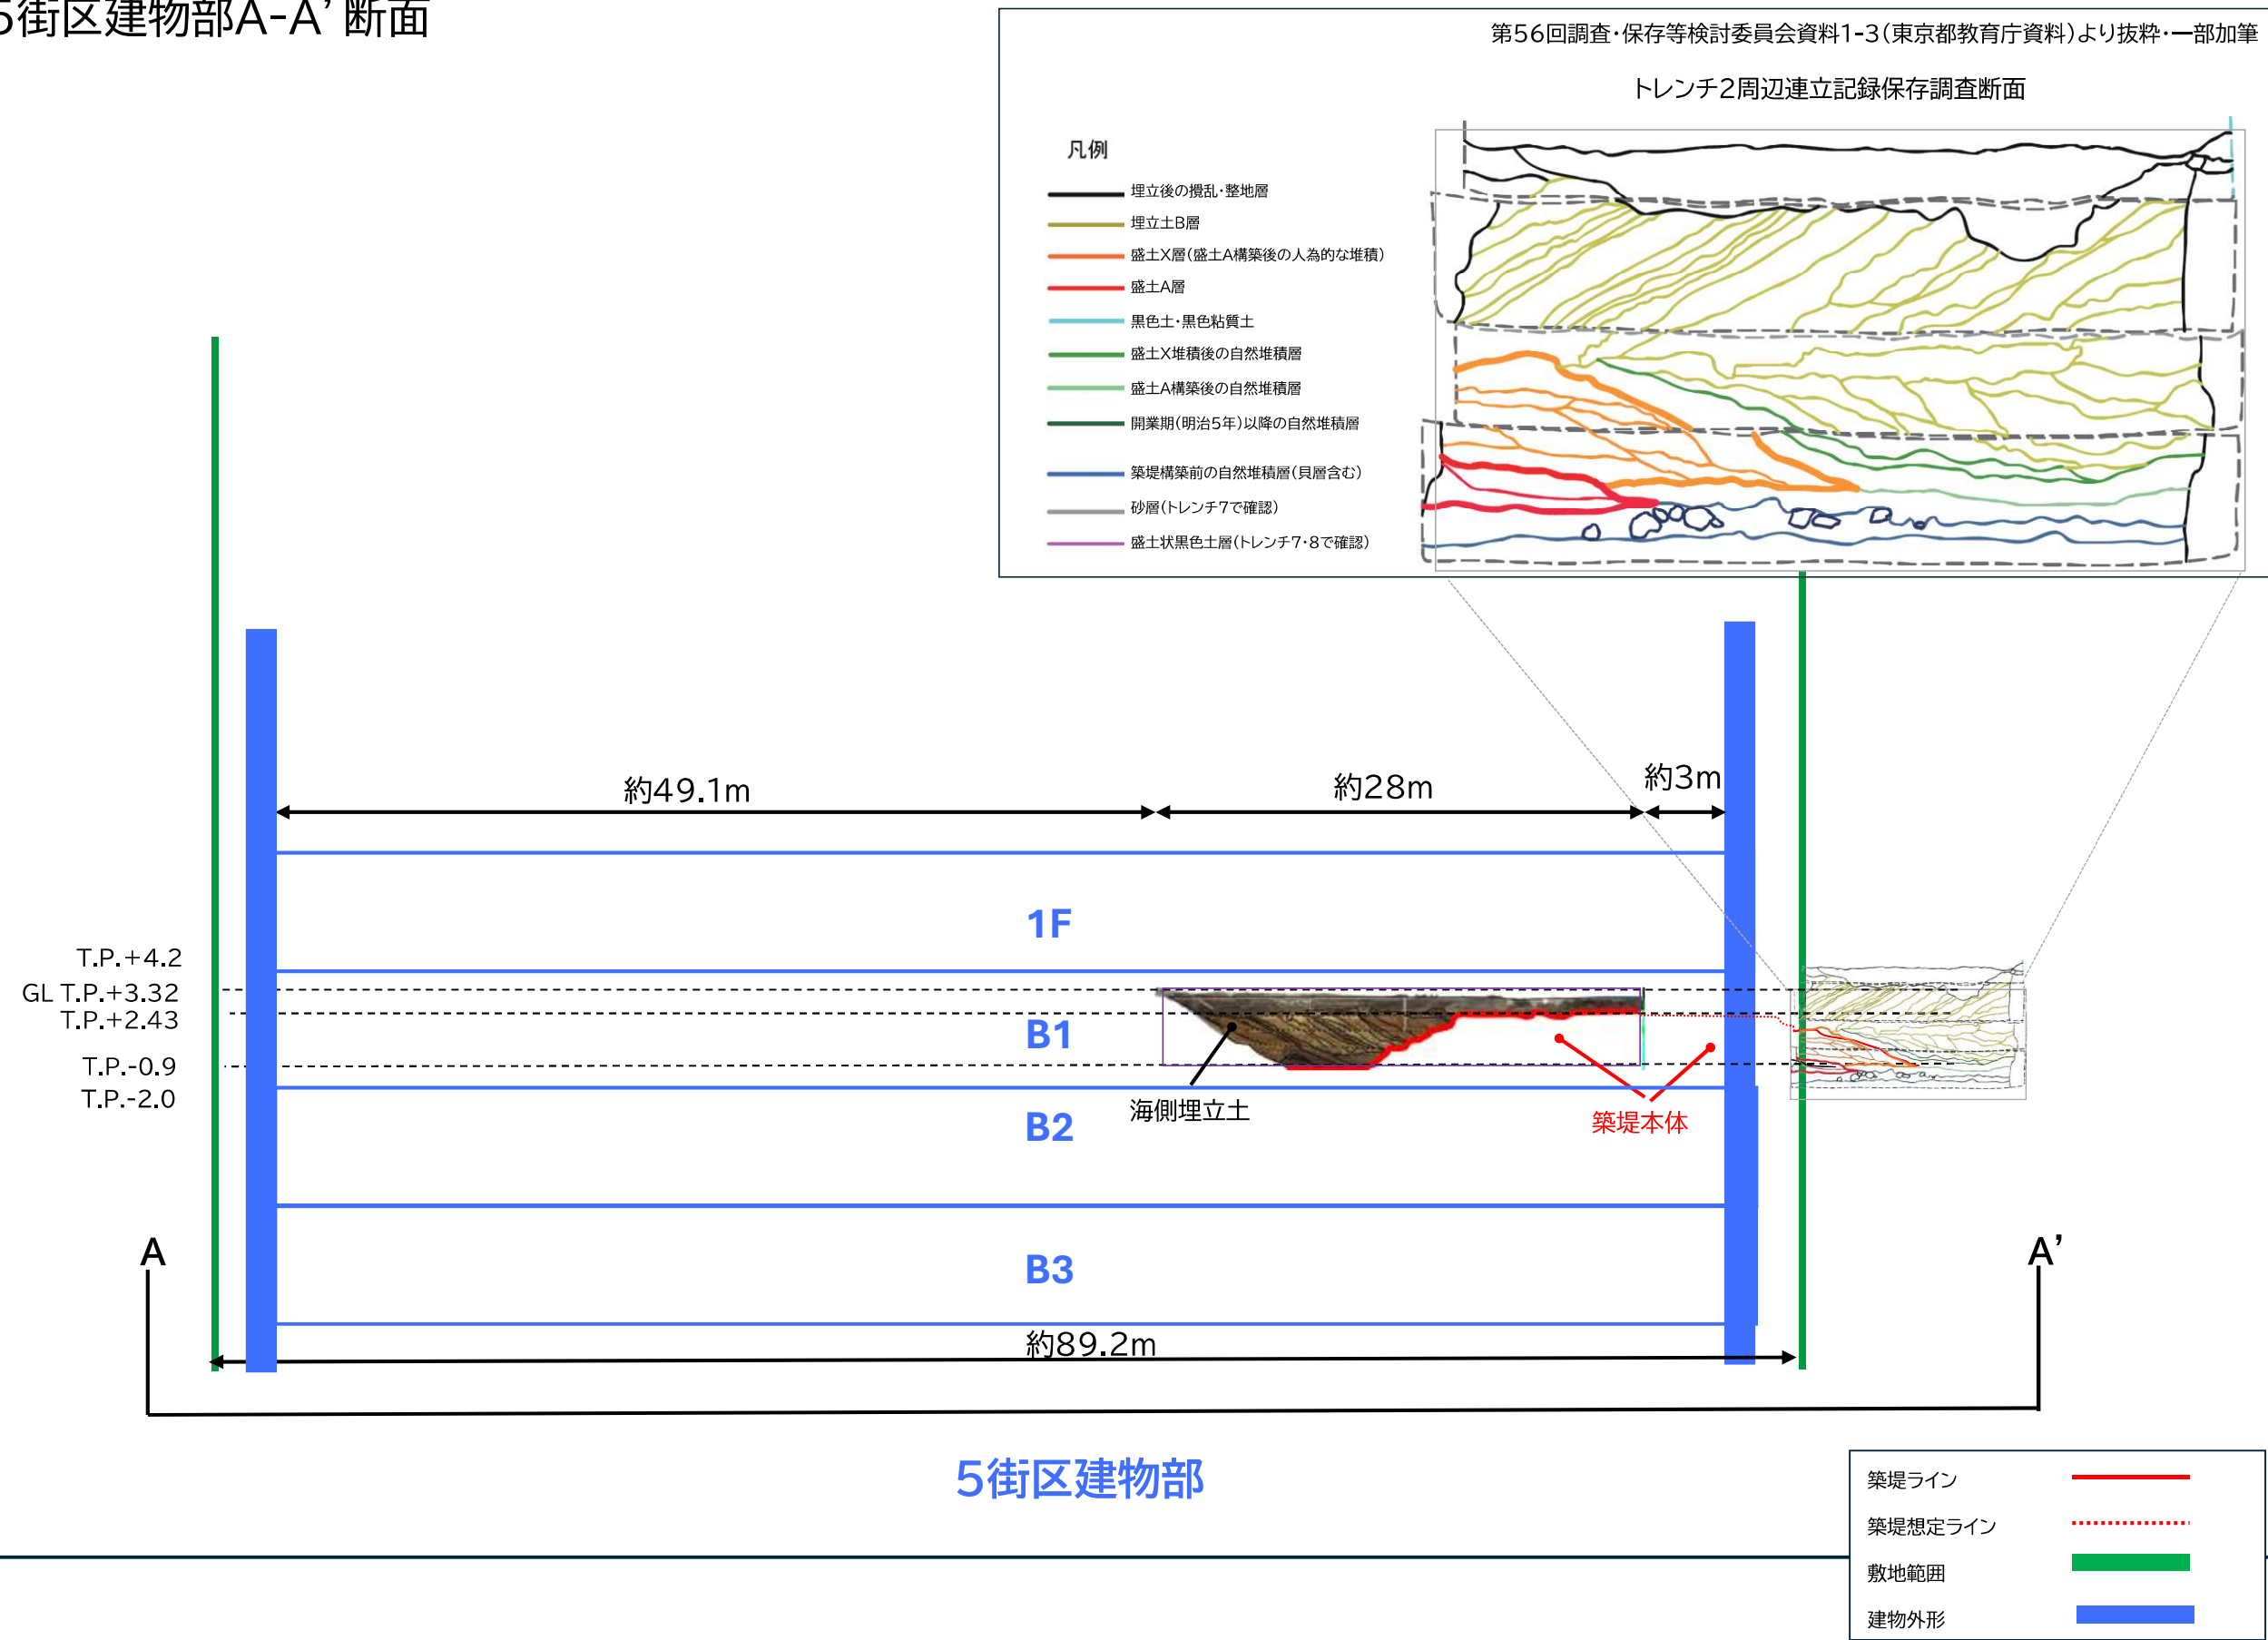 5街区建物部A-A’断面
第56回調査・保存等検討委員会資料1-3(東京都教育庁資料)より抜粋・一部加筆
トレンチ2周辺連立記録保存調査断面
凡例
埋立後の攪乱・整地層
埋立土B層
盛土X層(盛土A構築後の人為的な堆積)
盛土A層
黒色土・黒色粘質土
盛土X堆積後の自然堆積層
盛土A構築後の自然堆積層
開業期(明治5年)以降の自然堆積層
築堤構築前の自然堆積層(貝層含む)
砂層(トレンチ7で確認)
盛土状黒色土層(トレンチ7・8で確認)
約49.1m
約28m
約3m
1F
T.P.+4.2
GL T.P.+3.32
T.P.+2.43
B1
T.P.-0.9
T.P.-2.0
海側埋立土
築堤本体
B2
A
A’
B3
約89.2m
5街区建物部
築堤ライン
築堤想定ライン
敷地範囲
建物外形